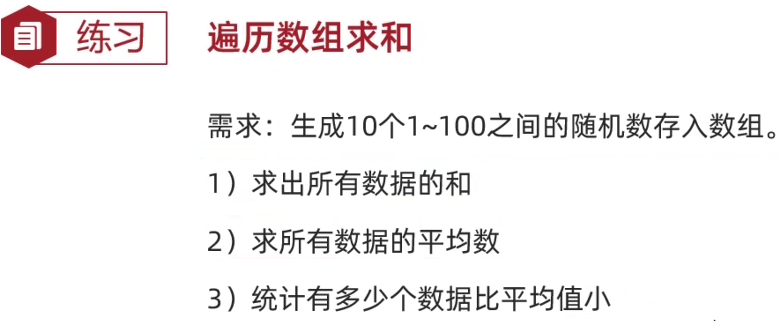 练习
遍历数组求和
需求：生成10个1~100之间的随机数存入数组。
1）求出所有数据的和
2）求所有数据的平均数
3）统计有多少个数据比平均值小